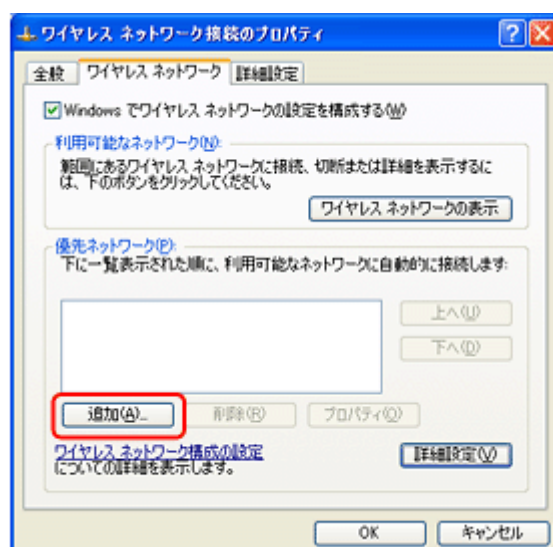 ワイヤレス ネットワーク接続のプロパティ
全般 ワイヤレス ネットワーク 詳細設定
Windows でワイヤレス ネットワークの設定を構成する(W)
利用可能なネットワーク(N):
範囲にあるワイヤレス ネットワークに接続、切断または詳細を表示するに
は、下のボタンをクリックしてください。
ワイヤレス ネットワークの表示
優先ネットワーク(P):
下に一覧表示された順に、利用可能なネットワークに自動的に接続します:
上へ(U)
下へ(D)
追加(A)... 削除(R) プロパティ(O)
ワイヤレス ネットワーク構成の設定
についての詳細を表示します。
詳細設定(V)
OK キャンセル